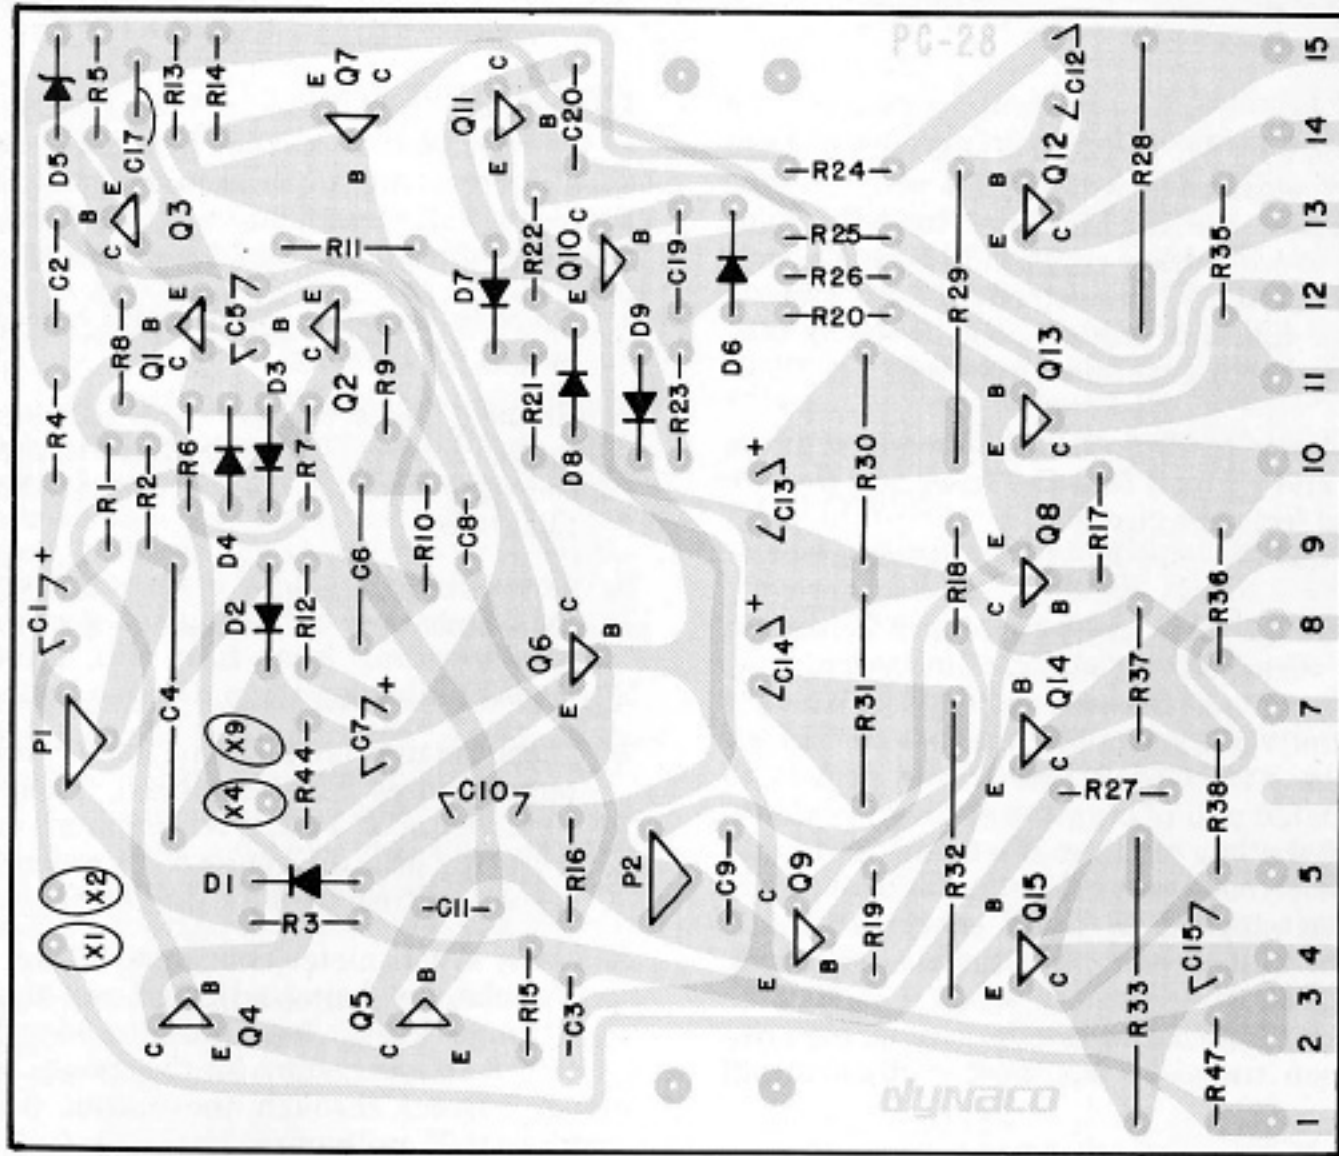 PC-28
D5
R5
C17
R13
R14
E Q7 C
B
Q11
C
B
E
C20
C12
15
14
R24
R28
B Q12
E C
C2
B E
C Q3
R11
D7
R22
Q10
C
B
E
C19
R25
R26
R20
R29
13
R35
12
R4
R8
Q1
B E
C
C5
D3
B E
C
Q2
R9
R21
D8
D9
R23
D6
R30
B Q13
E C
11
10
R1
R2
R6
D4
R7
C6
R10
C8
C13 +
R18
E Q8
C B
R17
9
C1 +
D2
R12
Q6
C
B
E
C14 +
R31
R36
8
P1
C4
X9
X4
R44
C7 +
B
Q14
E C
R37
7
C10
R27
R38
X2
X1
D1
R3
C11
R16
P2
C9
C Q9
E B
R19
R32
B Q15
E C
5
C15
4
Q4
C B
E
Q5
C B
E
R15
C3
R33
3
R47
2
1
dynaco